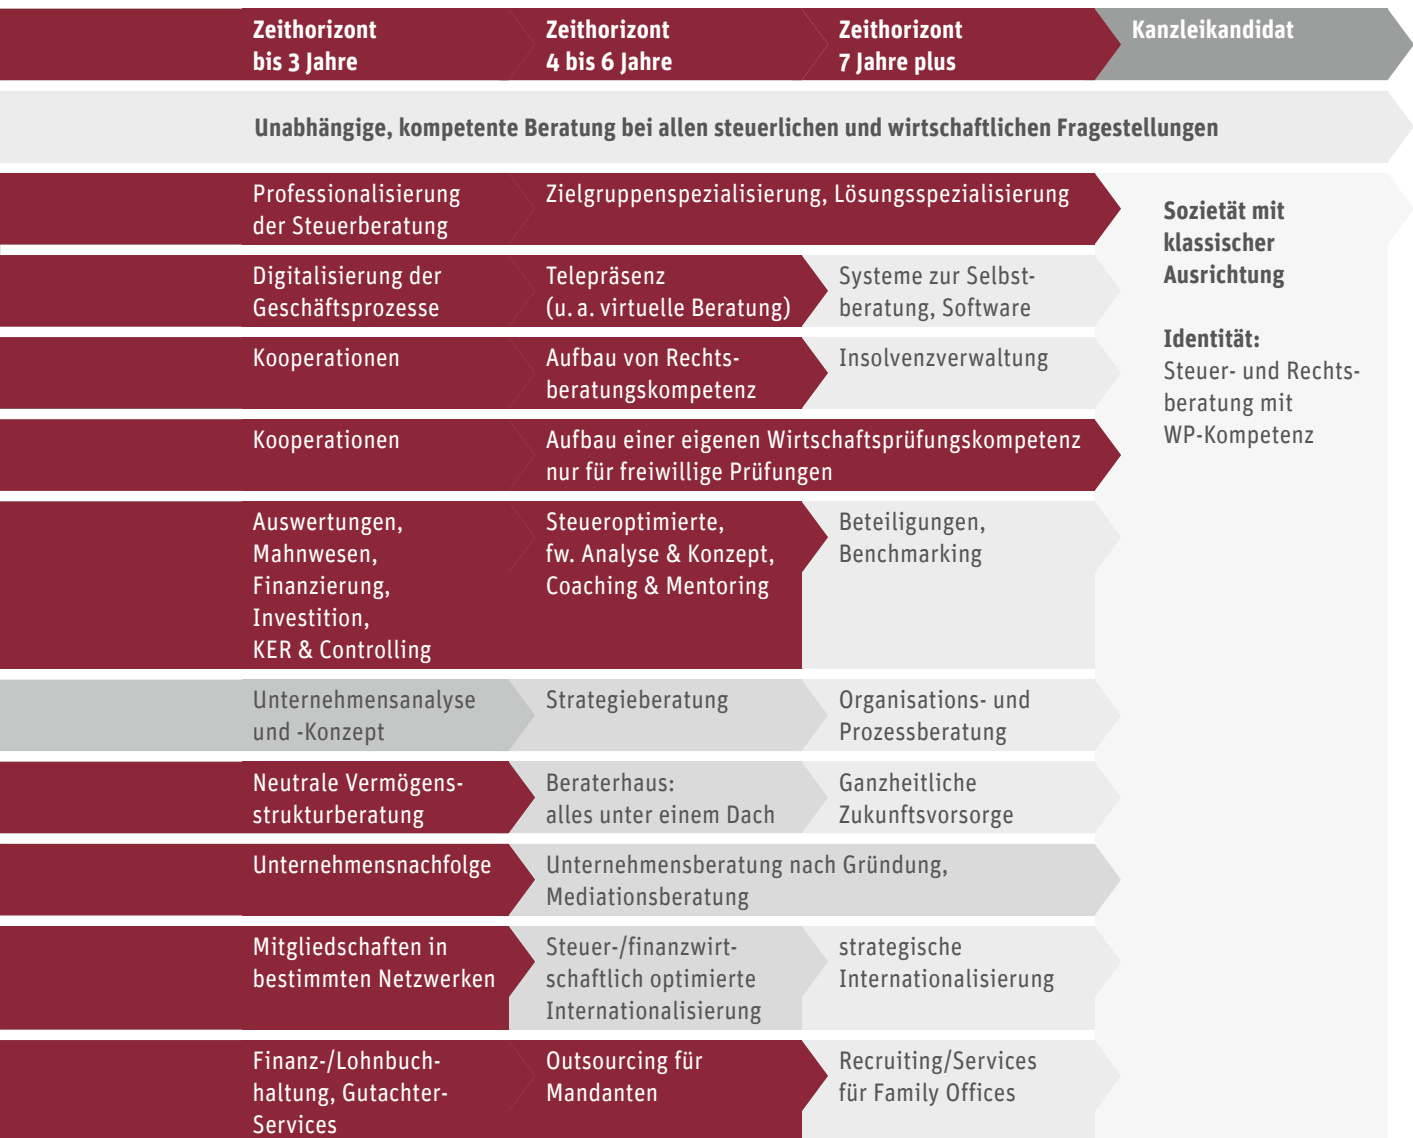 Zeithorizont
bis 3 Jahre
Zeithorizont
4 bis 6 Jahre
Zeithorizont
7 Jahre plus
Kanzleikandidat
Unabhängige, kompetente Beratung bei allen steuerlichen und wirtschaftlichen Fragestellungen
Professionalisierung
der Steuerberatung
Zielgruppenspezialisierung, Lösungsspezialisierung
Digitalisierung der
Geschäftsprozesse
Telepräsenz
(u. a. virtuelle Beratung)
Systeme zur Selbst-
beratung, Software
Kooperationen
Aufbau von Rechts-
beratungskompetenz
Insolvenzverwaltung
Kooperationen
Aufbau einer eigenen Wirtschaftsprüfungskompetenz
nur für freiwillige Prüfungen
Auswertungen,
Mahnwesen,
Finanzierung,
Investition,
KER & Controlling
Steueroptimierte,
fw. Analyse & Konzept,
Coaching & Mentoring
Beteiligungen,
Benchmarking
Unternehmensanalyse
und -Konzept
Strategieberatung
Organisations- und
Prozessberatung
Neutrale Vermögens-
strukturberatung
Beraterhaus:
alles unter einem Dach
Ganzheitliche
Zukunftsvorsorge
Unternehmensnachfolge
Unternehmensberatung nach Gründung,
Mediationsberatung
Mitgliedschaften in
bestimmten Netzwerken
Steuer-/finanzwirt-
schaftlich optimierte
Internationalisierung
strategische
Internationalisierung
Finanz-/Lohnbuch-
haltung, Gutachter-
Services
Outsourcing für
Mandanten
Recruiting/Services
für Family Offices
Sozietät mit
klassischer
Ausrichtung
Identität:
Steuer- und Rechts-
beratung mit
WP-Kompetenz